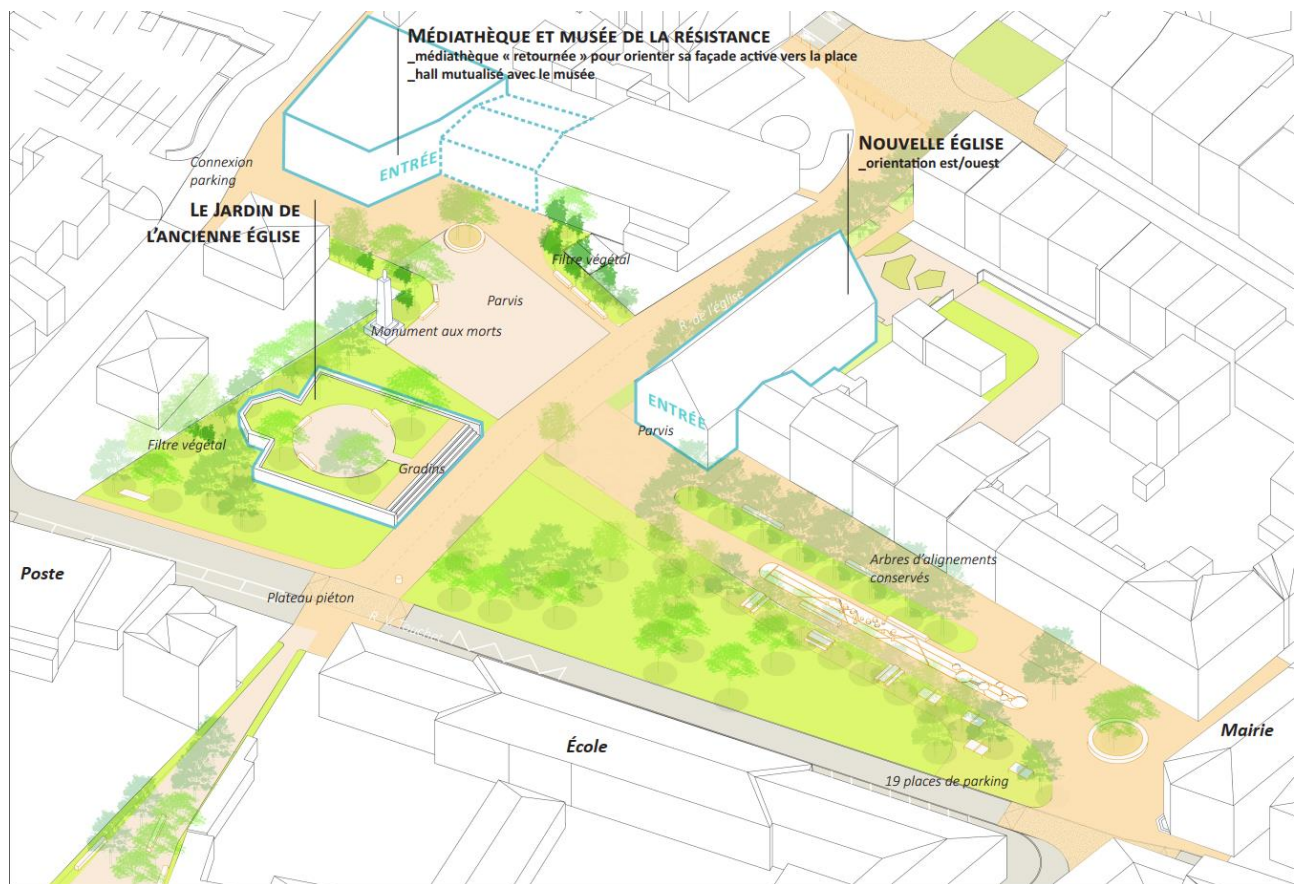 MÉDIATHÈQUE ET MUSÉE DE LA RÉSISTANCE
_médiathèque « retournée » pour orienter sa façade active vers la place
_hall mutualisé avec le musée
NOUVELLE ÉGLISE
_orientation est/ouest
Connexion
parking
ENTRÉE
LE JARDIN DE
L'ANCIENNE ÉGLISE
Filtre végétal
Parvis
R. de l'église
Monument aux morts
ENTRÉE
Parvis
Filtre végétal
Gradins
Arbres d'alignements
conservés
Poste
Plateau piéton
École
Mairie
19 places de parking